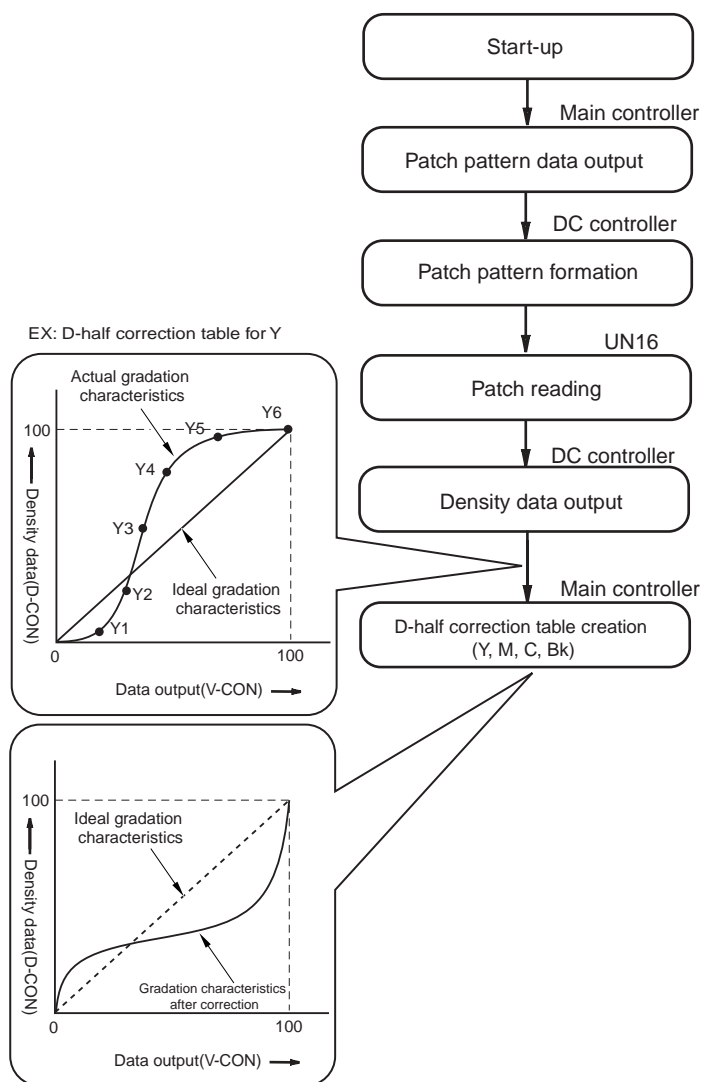 Start-up
Main controller
Patch pattern data output
DC controller
Patch pattern formation
UN16
Patch reading
DC controller
Density data output
Main controller
D-half correction table creation
(Y, M, C, Bk)
EX: D-half correction table for Y
Actual gradation
characteristics
Y6
Y5
100
Y4
Y3
Ideal gradation
characteristics
Y2
Y1
Density data(D-CON)
0
100
Data output(V-CON)
100
Ideal gradation
characteristics
Density data(D-CON)
Gradation characteristics
after correction
0
100
Data output(V-CON)